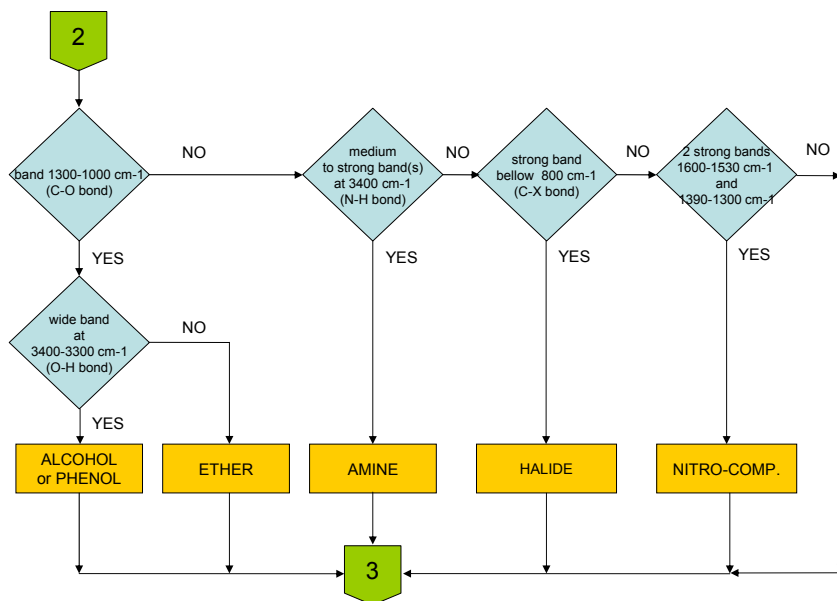 2
band 1300-1000 cm-1
(C-O bond)
NO
medium
to strong band(s)
at 3400 cm-1
(N-H bond)
NO
strong band
bellow 800 cm-1
(C-X bond)
NO
2 strong bands
1600-1530 cm-1
and
1390-1300 cm-1
NO
YES
YES
YES
YES
wide band
at
3400-3300 cm-1
(O-H bond)
NO
YES
ALCOHOL
or PHENOL
ETHER
AMINE
HALIDE
NITRO-COMP.
3